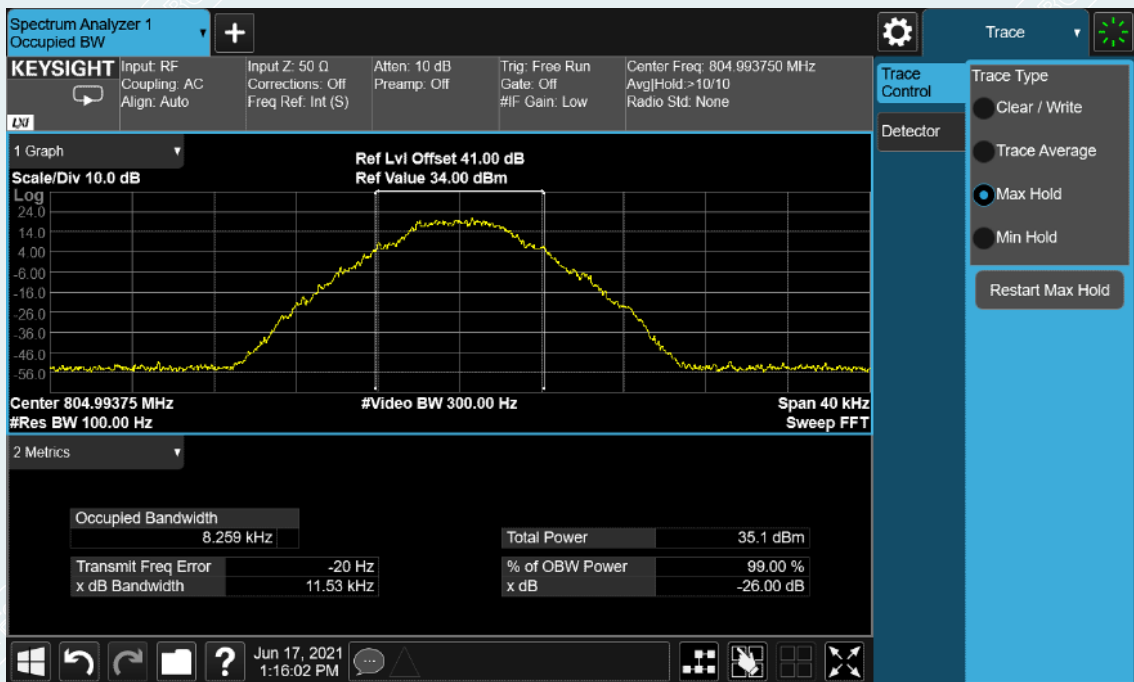 Spectrum Analyzer 1
Occupied BW
+
Trace
KEYSIGHT
Input: RF
Coupling: AC
Align: Auto
Input Z: 50 Ω
Corrections: Off
Freq Ref: Int (S)
Atten: 10 dB
Preamp: Off
Trig: Free Run
Gate: Off
#IF Gain: Low
Center Freq: 804.993750 MHz
Avg|Hold:>10/10
Radio Std: None
LXI
Trace
Control
Detector
Trace Type
Clear / Write
Trace Average
Max Hold
Min Hold
Restart Max Hold
1 Graph
Scale/Div 10.0 dB
Ref Lvl Offset 41.00 dB
Ref Value 34.00 dBm
Log
24.0
14.0
4.00
-6.00
-16.0
-26.0
-36.0
-46.0
-56.0
Center 804.99375 MHz
#Video BW 300.00 Hz
Span 40 kHz
#Res BW 100.00 Hz
Sweep FFT
2 Metrics
Occupied Bandwidth
8.259 kHz
Total Power 35.1 dBm
Transmit Freq Error -20 Hz
% of OBW Power 99.00 %
x dB Bandwidth 11.53 kHz
x dB -26.00 dB
?
Jun 17, 2021
1:16:02 PM